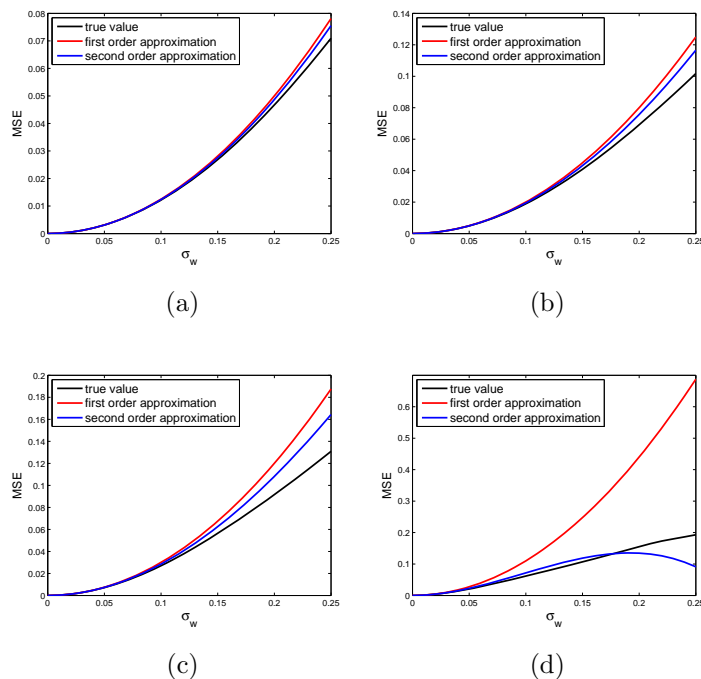 0.08
0.07
0.06
0.05
0.04
0.03
0.02
0.01
0
MSE
true value
first order approximation
second order approximation
0 0.05 0.1 0.15 0.2 0.25
σw
(a)
0.14
0.12
0.1
0.08
0.06
0.04
0.02
0
MSE
true value
first order approximation
second order approximation
0 0.05 0.1 0.15 0.2 0.25
σw
(b)
0.2
0.18
0.16
0.14
0.12
0.1
0.08
0.06
0.04
0.02
0
MSE
true value
first order approximation
second order approximation
0 0.05 0.1 0.15 0.2 0.25
σw
(c)
0.6
0.5
0.4
0.3
0.2
0.1
0
MSE
true value
first order approximation
second order approximation
0 0.05 0.1 0.15 0.2 0.25
σw
(d)